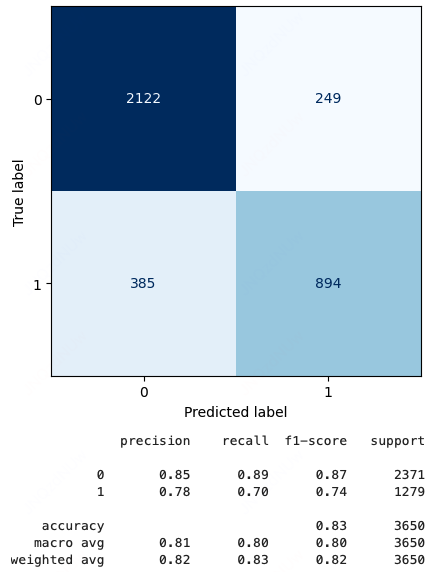 0
2122 249
True label
1
385 894
0 1
Predicted label
precision recall f1-score support
0 0.85 0.89 0.87 2371
1 0.78 0.70 0.74 1279
accuracy 0.83 3650
macro avg 0.81 0.80 0.80 3650
weighted avg 0.82 0.83 0.82 3650